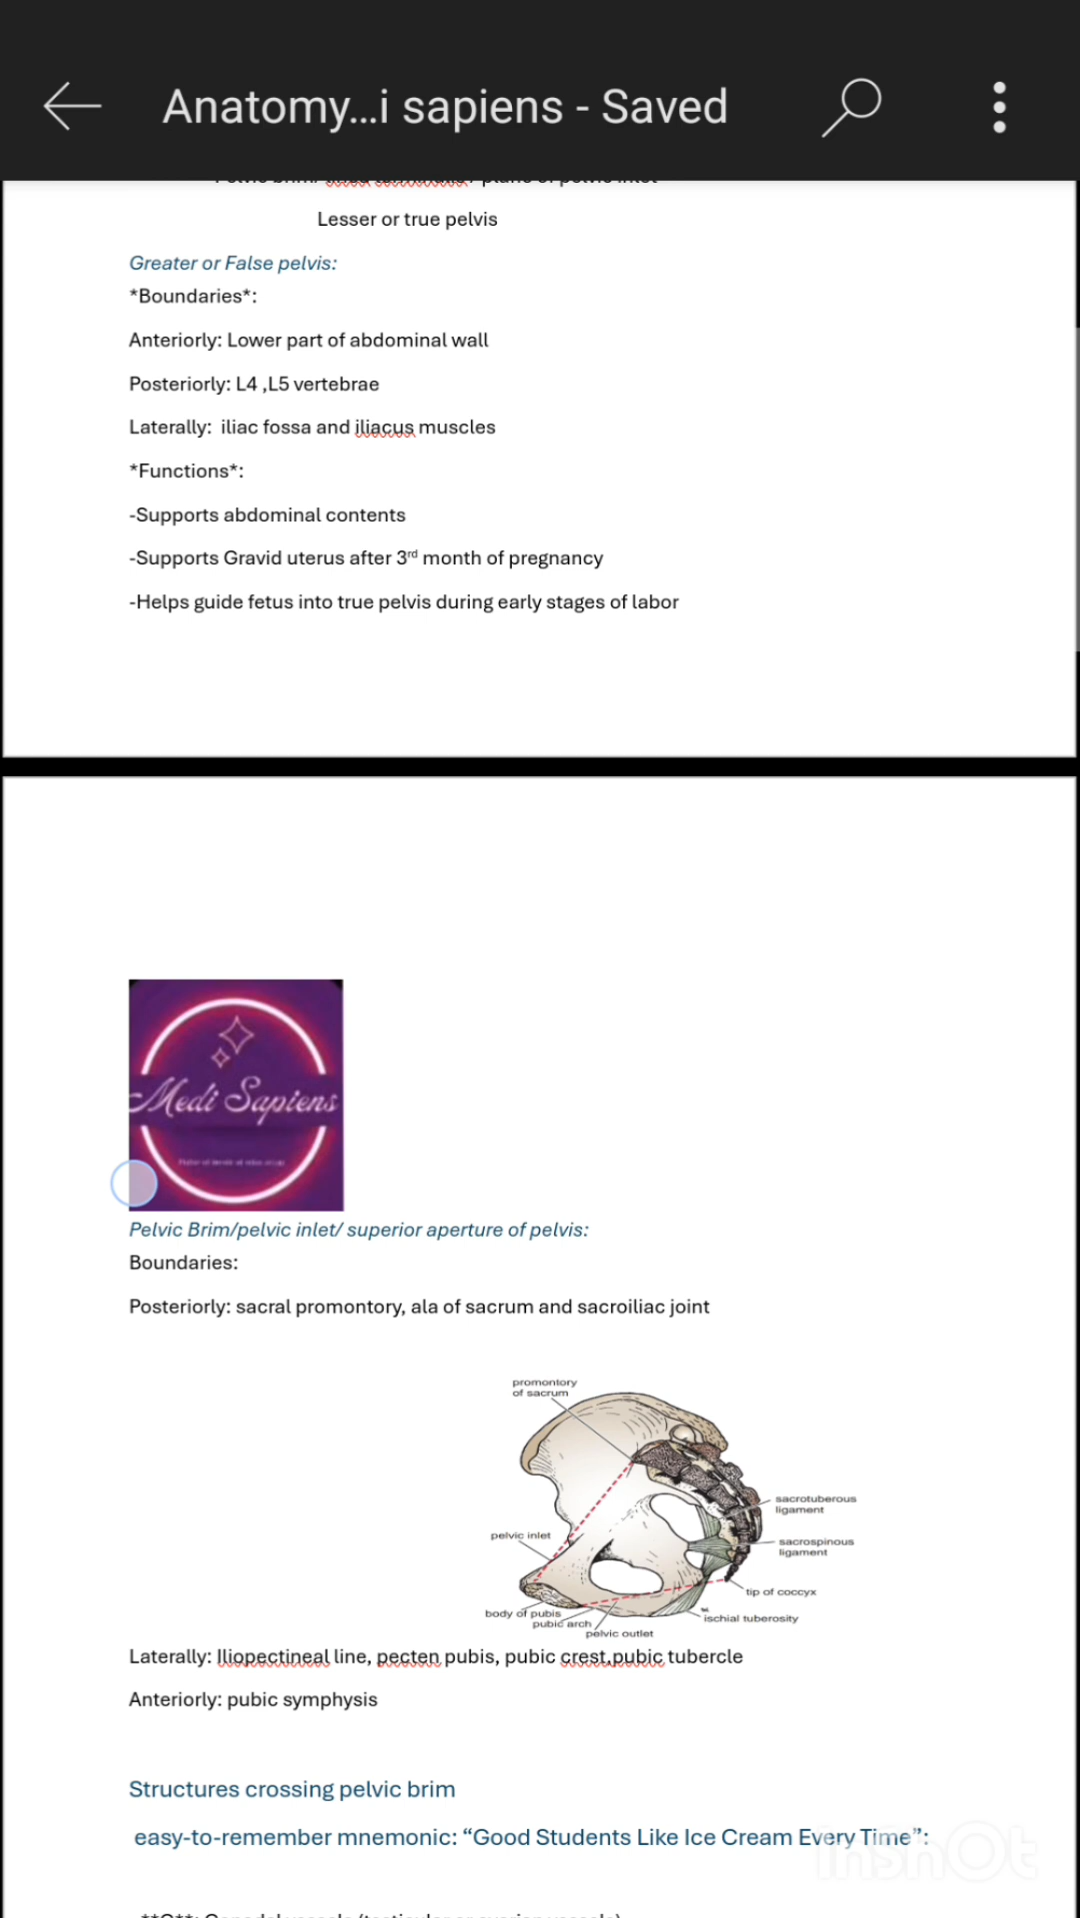 Anatomy...i sapiens - Saved
Lesser or true pelvis
Greater or False pelvis:
*Boundaries*:
Anteriorly: Lower part of abdominal wall
Posteriorly: L4 ,L5 vertebrae
Laterally:  iliac fossa and iliacus muscles
*Functions*:
-Supports abdominal contents
-Supports Gravid uterus after 3rd month of pregnancy
-Helps guide fetus into true pelvis during early stages of labor
Medi Sapiens
Pelvic Brim/pelvic inlet/ superior aperture of pelvis:
Boundaries:
Posteriorly: sacral promontory, ala of sacrum and sacroiliac joint
promontory
of sacrum
sacrotuberous
ligament
pelvic inlet
sacrospinous
ligament
tip of coccyx
body of pubis
ischial tuberosity
pubic arch
pelvic outlet
Laterally: Iliopectineal line, pecten pubis, pubic crest,pubic tubercle
Anteriorly: pubic symphysis
Structures crossing pelvic brim
easy-to-remember mnemonic: “Good Students Like Ice Cream Every Time”:
InShOt